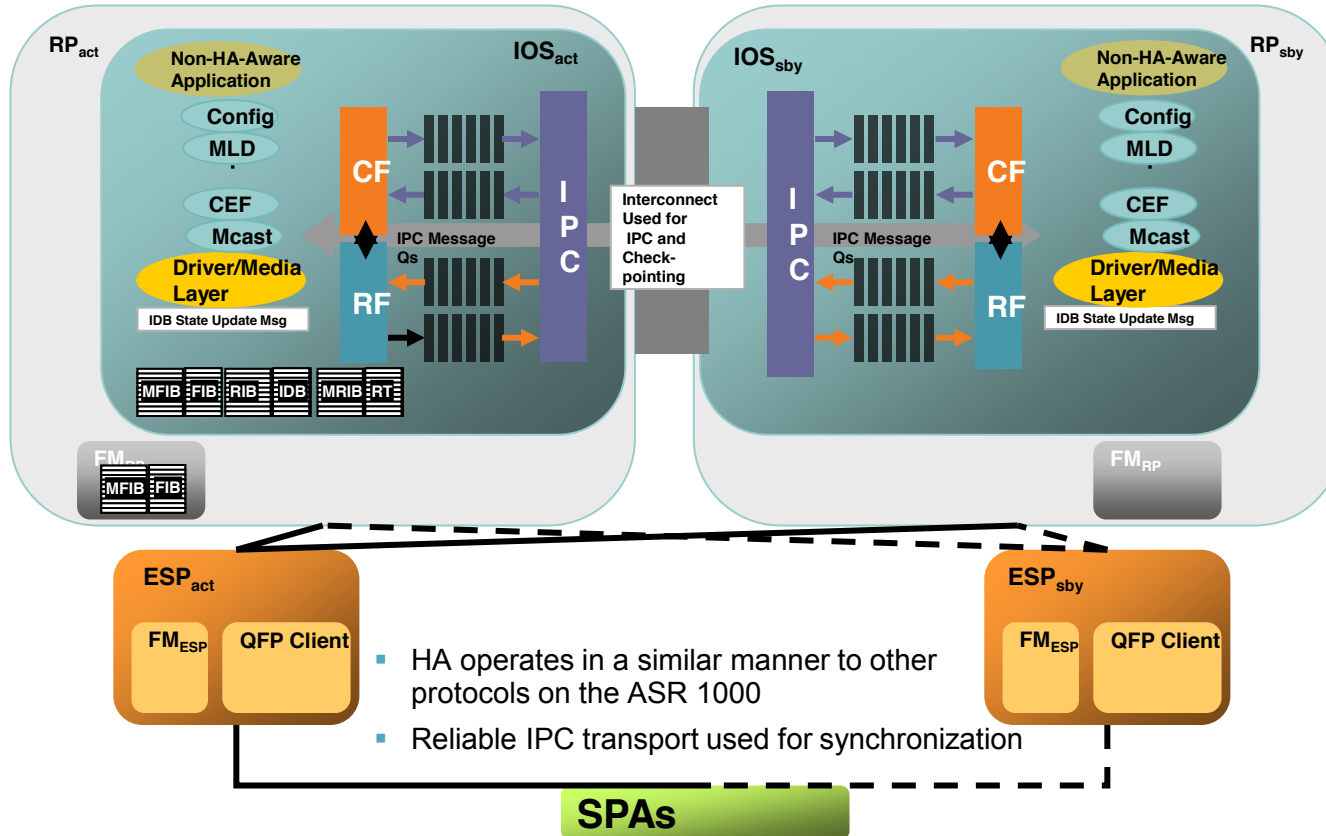 RPact
IOSact
Non-HA-Aware
Application
Config
MLD
.
CEF
Mcast
Driver/Media
Layer
IDB State Update Msg
CF
RF
IPC Message
Qs
I
P
C
MFIB
FIB
RIB
IDB
MRIB
RT
FMRP
MFIB
FIB
Interconnect
Used for
IPC and
Check-
pointing
IOSsby
RPsby
I
P
C
IPC Message
Qs
CF
RF
Non-HA-Aware
Application
Config
MLD
.
CEF
Mcast
Driver/Media
Layer
IDB State Update Msg
FMRP
ESPact
FMESP
QFP Client
ESPsby
FMESP
QFP Client
HA operates in a similar manner to other
protocols on the ASR 1000
Reliable IPC transport used for synchronization
SPAs